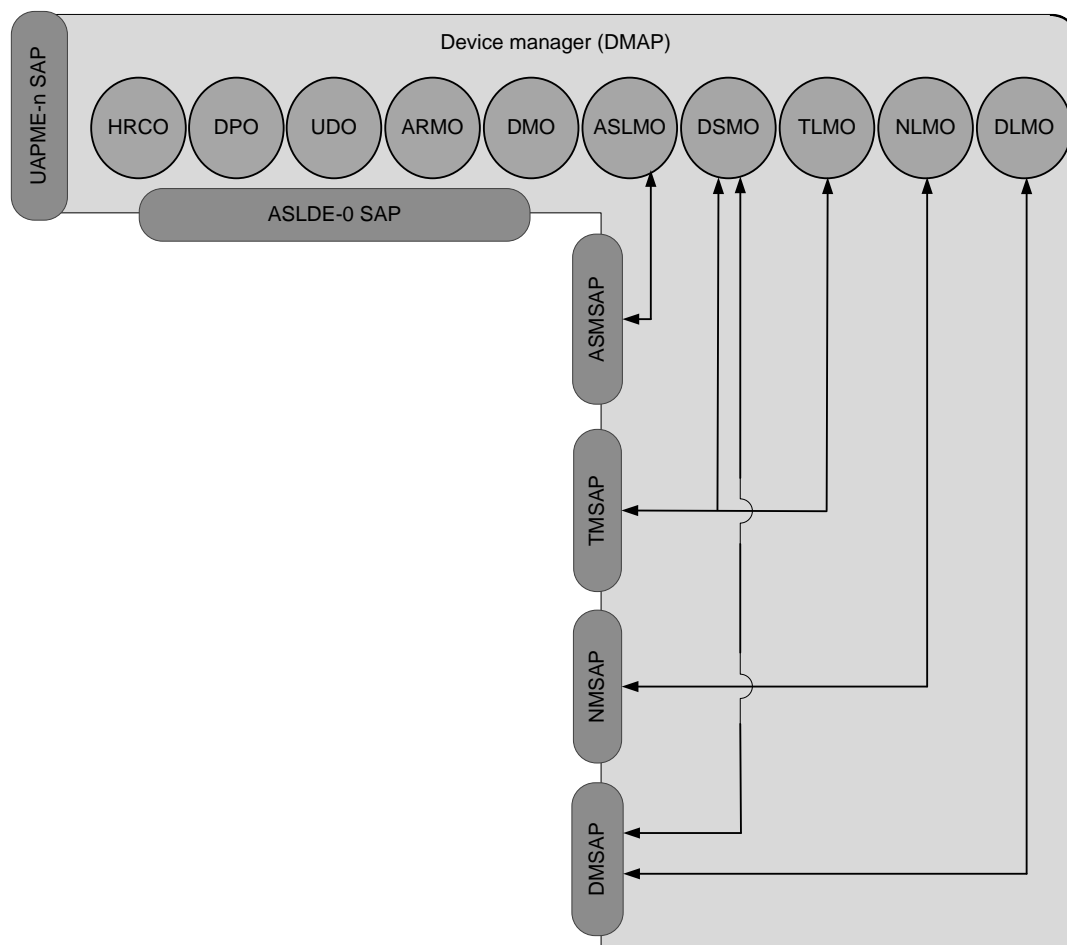 Device manager (DMAP)
UAPME-n SAP
HRCO
DPO
UDO
ARMO
DMO
ASLMO
DSMO
TLMO
NLMO
DLMO
ASLDE-0 SAP
ASMSAP
TMSAP
NMSAP
DMSAP